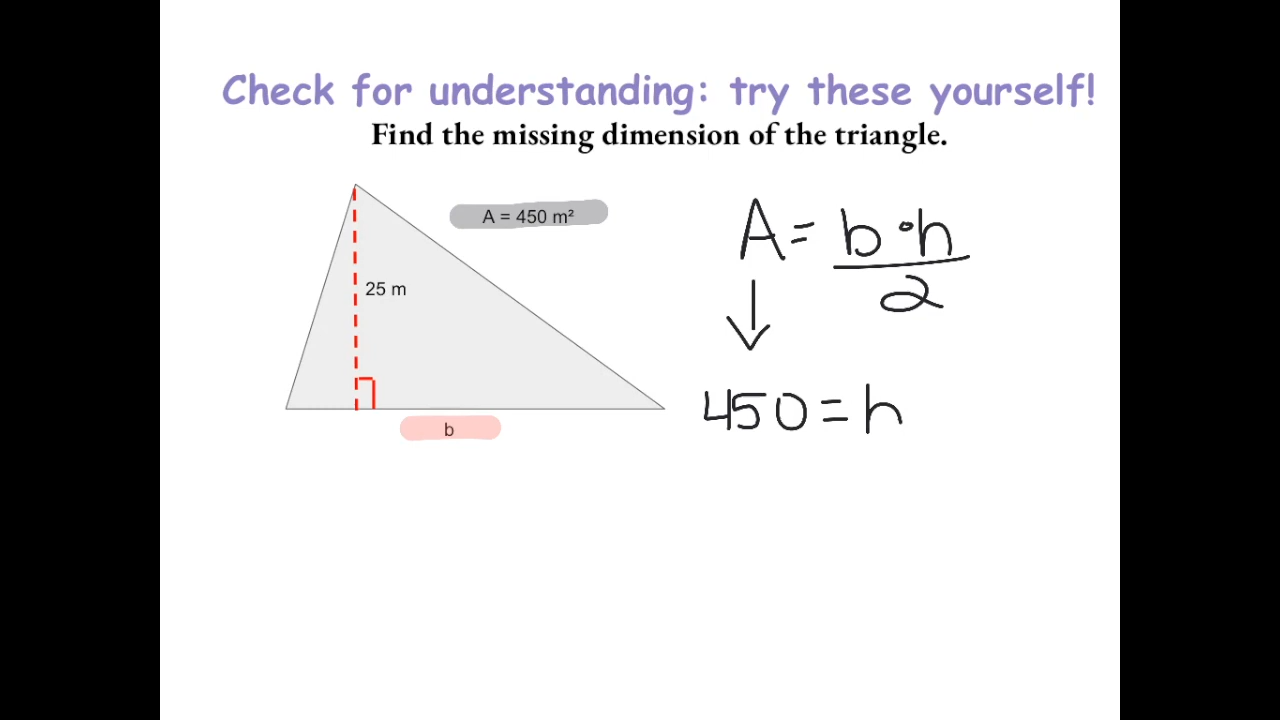 Check for understanding: try these yourself!
Find the missing dimension of the triangle.
A = 450 m²
25 m
b
A = b · h
2
450 = h